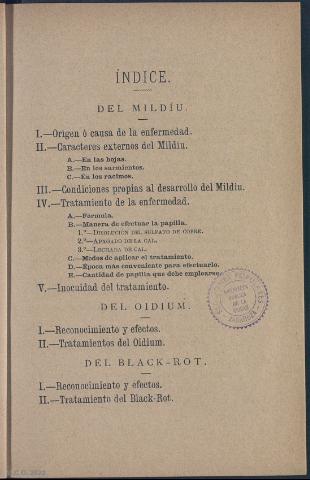 ÍNDICE.
DEL MILDÍU.
I.—Origen ó causa de la enfermedad.
II.—Caracteres externos del Mildiu.
A.—En las hojas.
B.—En los sarmientos.
C.—En los racimos.
III.—Condiciones propias al desarrollo del Mildiu.
IV.—Tratamiento de la enfermedad.
A.—Fórmula.
B.—Manera de efectuar la papilla.
1.º—Disolución del sulfato de cobre.
2.º—Apagado de la cal.
3.º—Lechada de cal.
C.—Modos de aplicar el tratamiento.
D.—Época más conveniente para efectuarlo.
E.—Cantidad de papilla que debe emplearse.
V.—Inocuidad del tratamiento.
DEL OIDIUM.
I.—Reconocimiento y efectos.
II.—Tratamientos del Oidium.
DEL BLACK-ROT.
I.—Reconocimiento y efectos.
II.—Tratamiento del Black-Rot.